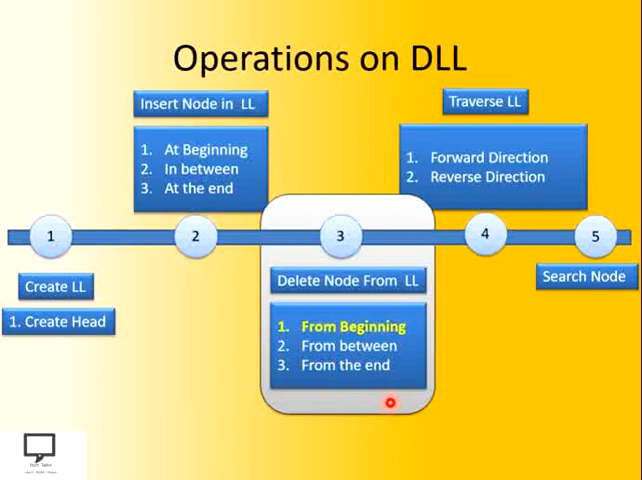 Operations on DLL
Insert Node in LL
1. At Beginning
2. In between
3. At the end
Traverse LL
1. Forward Direction
2. Reverse Direction
1
2
3
4
5
Create LL
1. Create Head
Delete Node From LL
1. From Beginning
2. From between
3. From the end
Search Node
Tech Talks